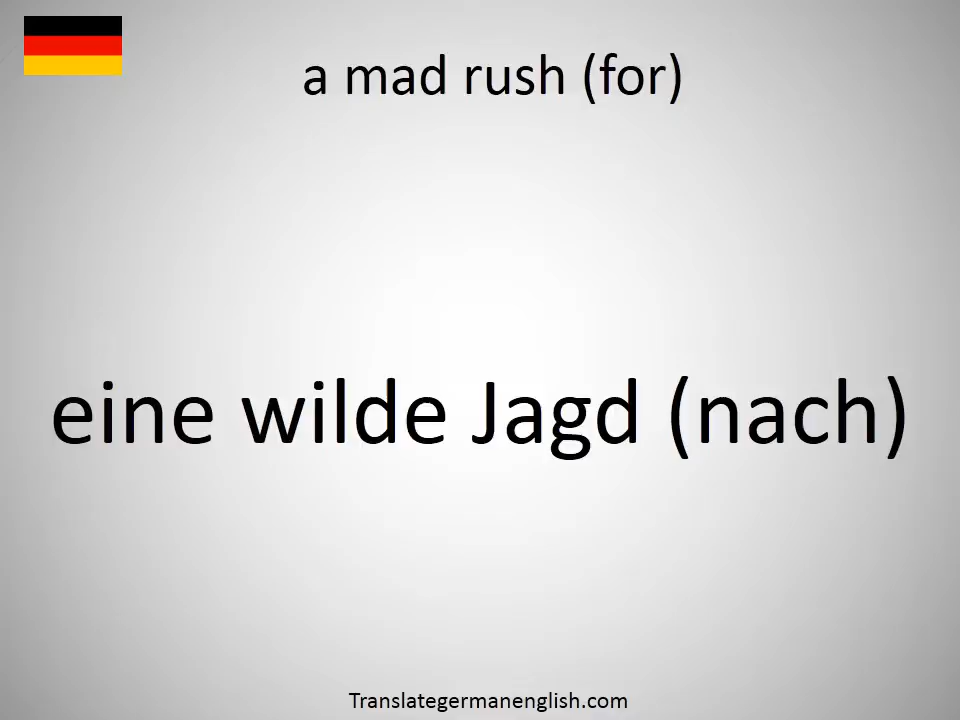 a mad rush (for)
eine wilde Jagd (nach)
Translategermanenglish.com